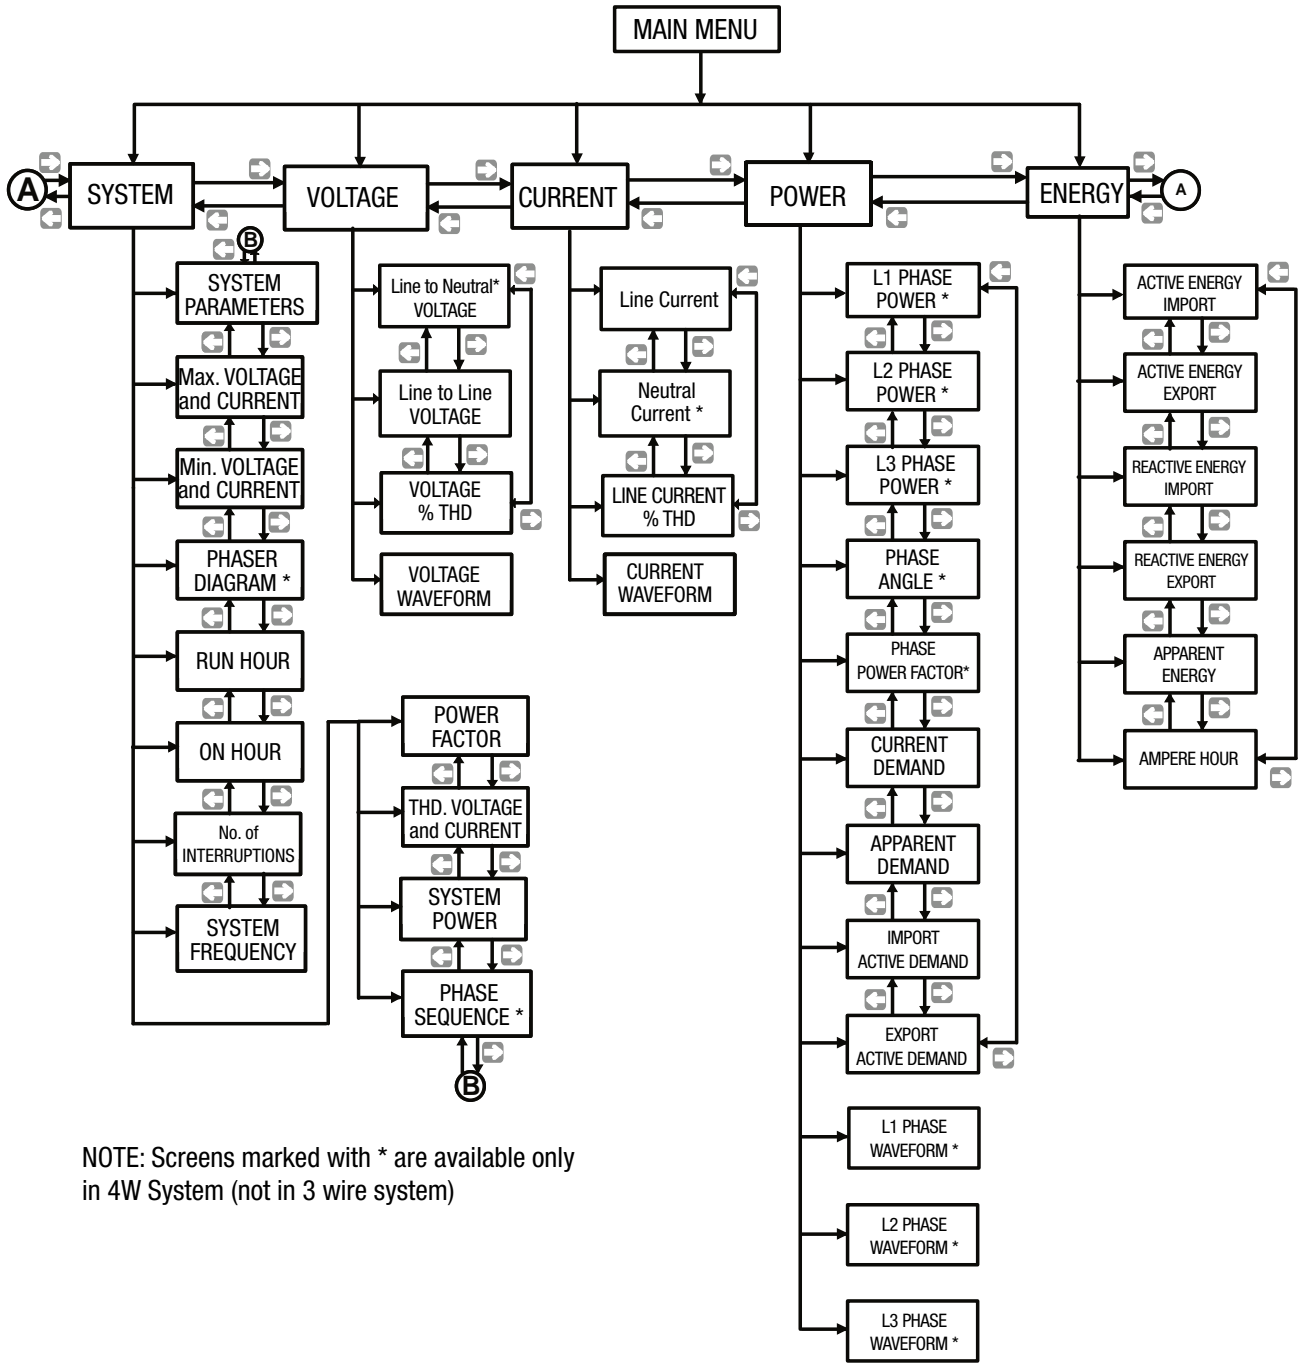 MAIN MENU
A
SYSTEM
VOLTAGE
CURRENT
POWER
ENERGY
A
B
SYSTEM
PARAMETERS
Max. VOLTAGE
and CURRENT
Min. VOLTAGE
and CURRENT
PHASER
DIAGRAM *
RUN HOUR
ON HOUR
No. of
INTERRUPTIONS
SYSTEM
FREQUENCY
POWER
FACTOR
THD. VOLTAGE
and CURRENT
SYSTEM
POWER
PHASE
SEQUENCE *
B
Line to Neutral*
VOLTAGE
Line to Line
VOLTAGE
VOLTAGE
% THD
VOLTAGE
WAVEFORM
Line Current
Neutral
Current *
LINE CURRENT
% THD
CURRENT
WAVEFORM
L1 PHASE
POWER *
L2 PHASE
POWER *
L3 PHASE
POWER *
PHASE
ANGLE *
PHASE
POWER FACTOR*
CURRENT
DEMAND
APPARENT
DEMAND
IMPORT
ACTIVE DEMAND
EXPORT
ACTIVE DEMAND
L1 PHASE
WAVEFORM *
L2 PHASE
WAVEFORM *
L3 PHASE
WAVEFORM *
ACTIVE ENERGY
IMPORT
ACTIVE ENERGY
EXPORT
REACTIVE ENERGY
IMPORT
REACTIVE ENERGY
EXPORT
APPARENT
ENERGY
AMPERE HOUR
NOTE: Screens marked with * are available only
in 4W System (not in 3 wire system)